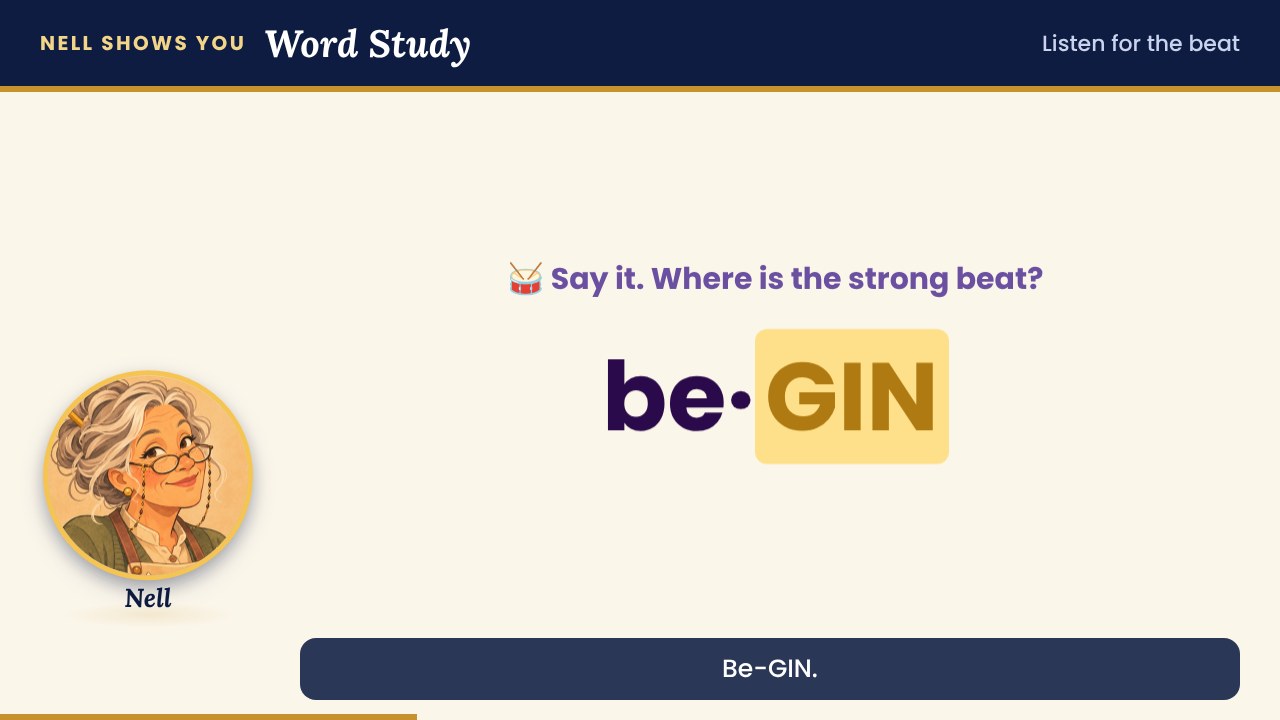 NELL SHOWS YOU Word Study
Listen for the beat
🥁 Say it. Where is the strong beat?
be·GIN
Nell
Be-GIN.